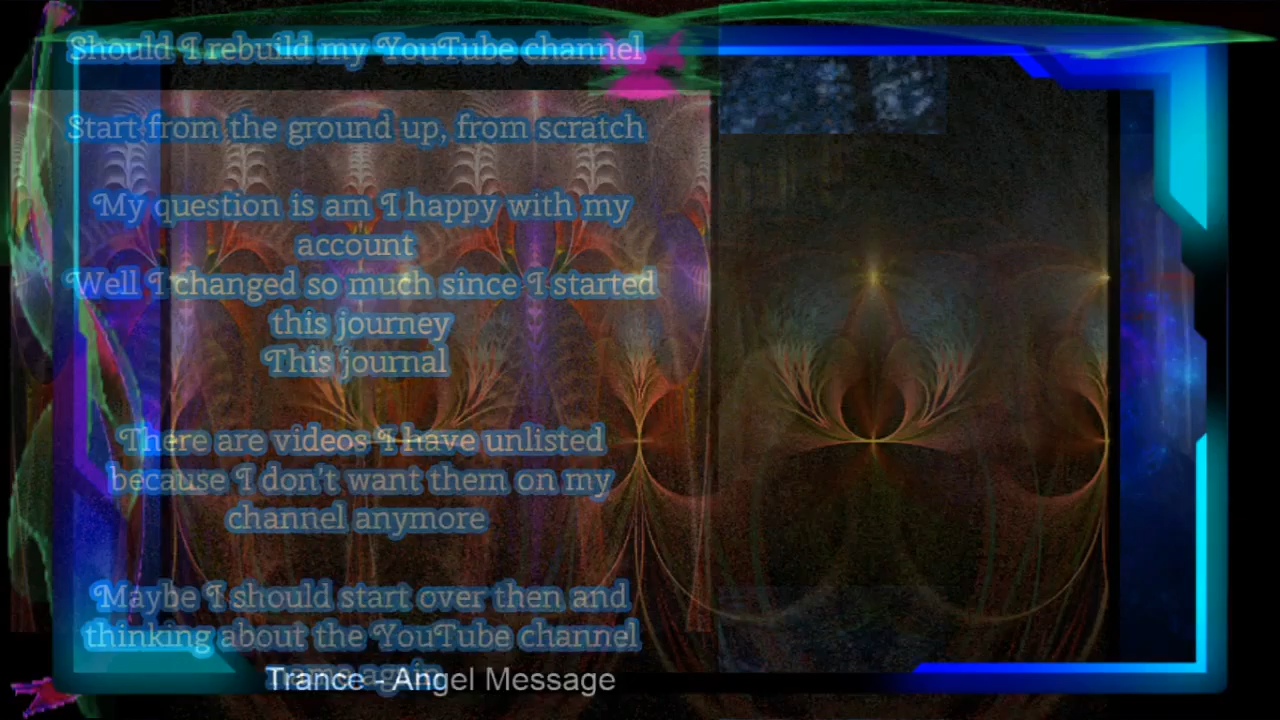 Should I rebuild my YouTube channel
Start from the ground up, from scratch
My question is am I happy with my
account
Well I changed so much since I started
this journey
This journal
There are videos I have unlisted
because I don't want them on my
channel anymore
Maybe I should start over then and
thinking about the YouTube channel
name again
Trance - Angel Message